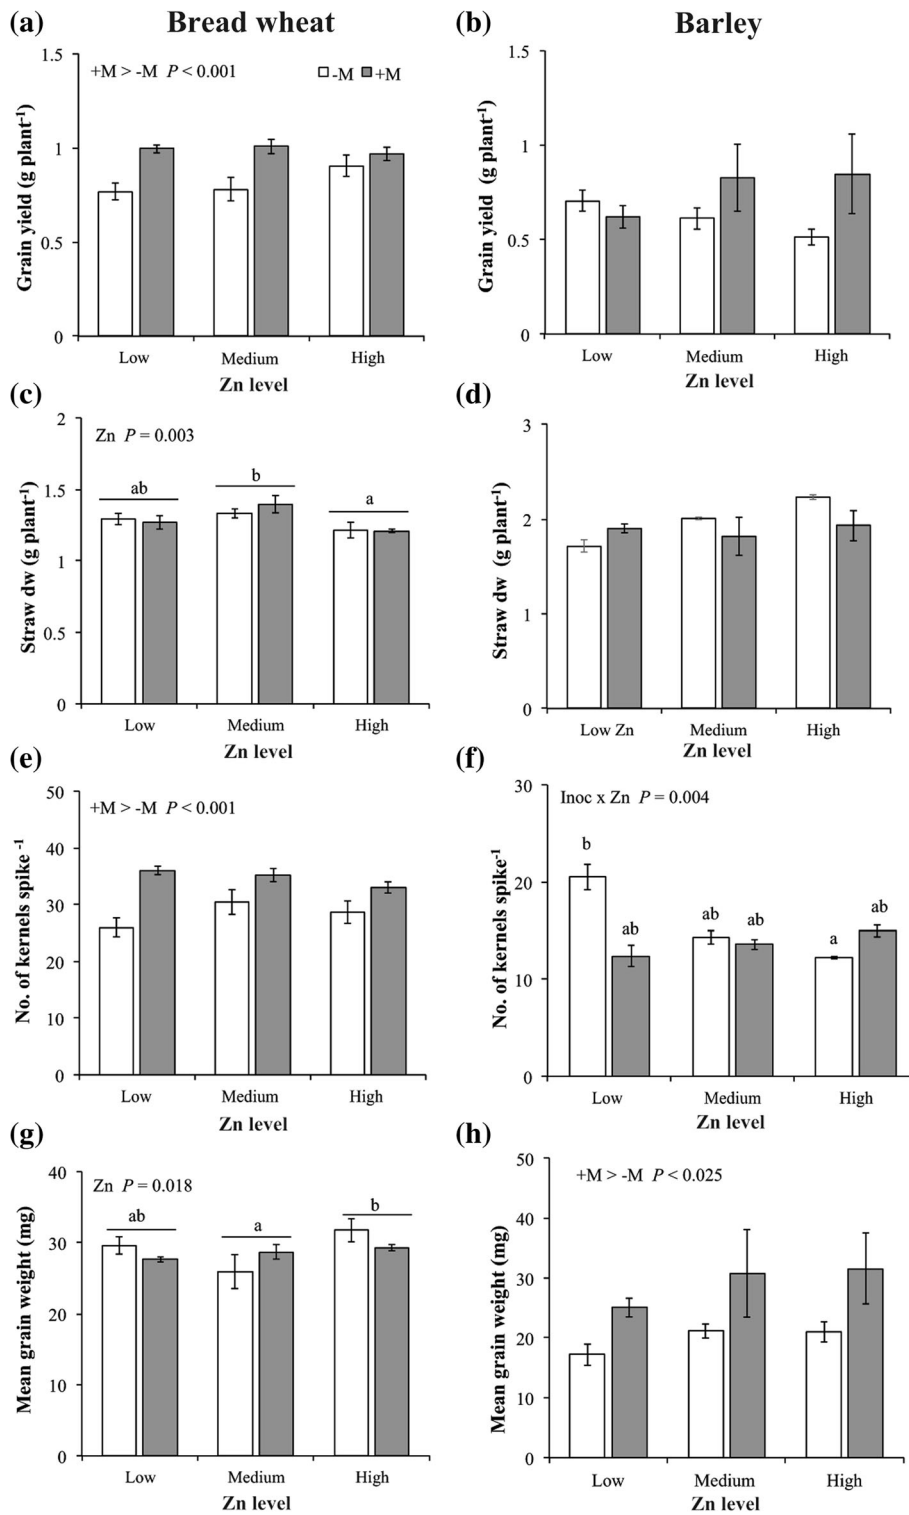 (a) Bread wheat
(b) Barley
1.5
+M > -M P < 0.001
-M +M
1
0.5
0
Grain yield (g plant-1)
Low Medium High
Zn level
1.5
1
0.5
0
Grain yield (g plant-1)
Low Medium High
Zn level
(c)
2
Zn P = 0.003
1.5
1
0.5
0
ab b a
Straw dw (g plant-1)
Low Medium High
Zn level
(d)
3
2
1
0
Straw dw (g plant-1)
Low Zn Medium High
Zn level
(e)
50
+M > -M P < 0.001
40
30
20
10
0
No. of kernels spike -1
Low Medium High
Zn level
(f)
30
Inoc x Zn P = 0.004
20
10
0
b ab ab ab a ab
No. of kernels spike-1
Low Medium High
Zn level
(g)
40
Zn P = 0.018
30
20
10
0
ab a b
Mean grain weight (mg)
Low Medium High
Zn level
(h)
50
+M > -M P < 0.025
40
30
20
10
0
Mean grain weight (mg)
Low Medium High
Zn level